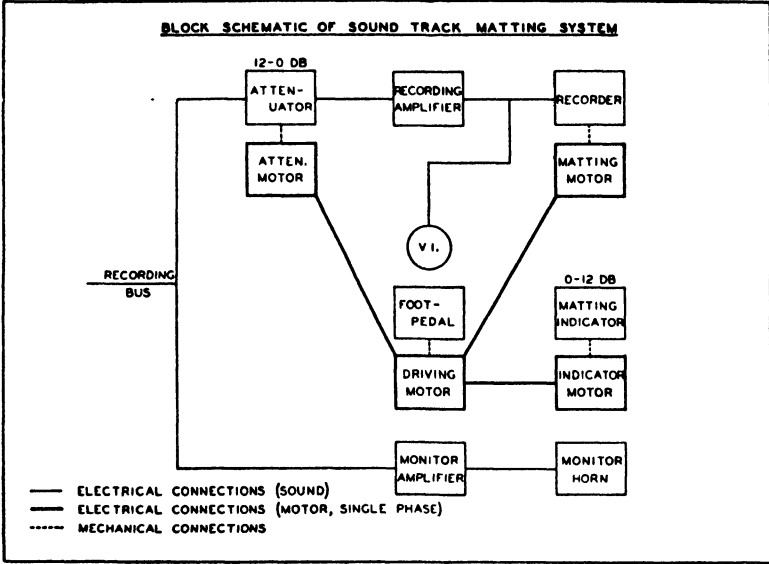 BLOCK SCHEMATIC OF SOUND TRACK MATTING SYSTEM
12-0 DB
ATTEN-
UATOR
RECORDING
AMPLIFIER
RECORDER
ATTEN.
MOTOR
MATTING
MOTOR
V I.
RECORDING
BUS
0-12 DB
FOOT-
PEDAL
MATTING
INDICATOR
DRIVING
MOTOR
INDICATOR
MOTOR
MONITOR
AMPLIFIER
MONITOR
HORN
ELECTRICAL CONNECTIONS (SOUND)
ELECTRICAL CONNECTIONS (MOTOR, SINGLE PHASE)
MECHANICAL CONNECTIONS